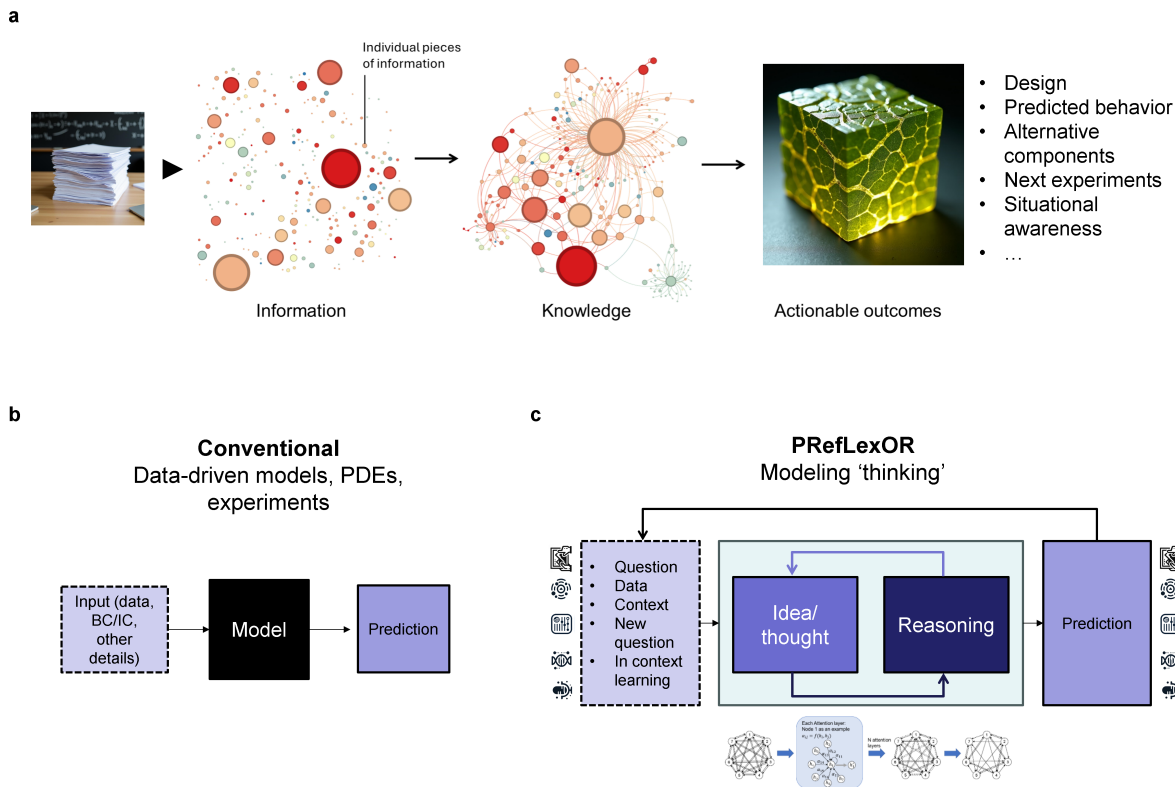 a
Individual pieces
of information
Information
Knowledge
Actionable outcomes
• Design
• Predicted behavior
• Alternative
components
• Next experiments
• Situational
awareness
• …
b
Conventional
Data-driven models, PDEs,
experiments
Input (data,
BC/IC,
other
details)
Model
Prediction
c
PRefLexOR
Modeling ‘thinking’
• Question
• Data
• Context
• New
question
• In context
learning
Idea/
thought
Reasoning
Prediction
Each Attention layer:
Node 1 as an example
N attention
layers